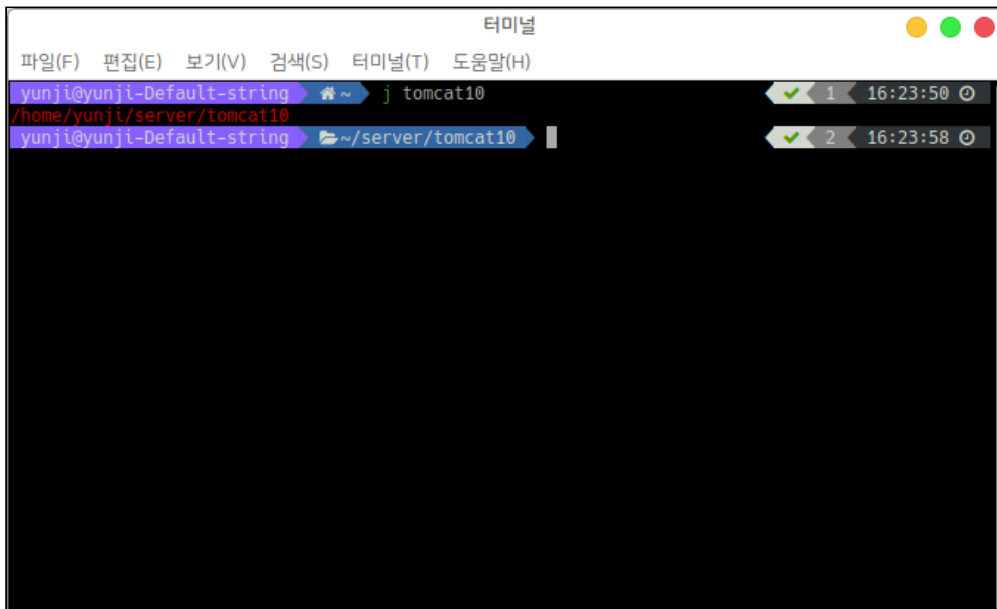 터미널
파일(F) 편집(E) 보기(V) 검색(S) 터미널(T) 도움말(H)
yunji@yunji-Default-string ~ j tomcat10 ✔ 1 16:23:50
/home/yunji/server/tomcat10
yunji@yunji-Default-string ~/server/tomcat10 ✔ 2 16:23:58